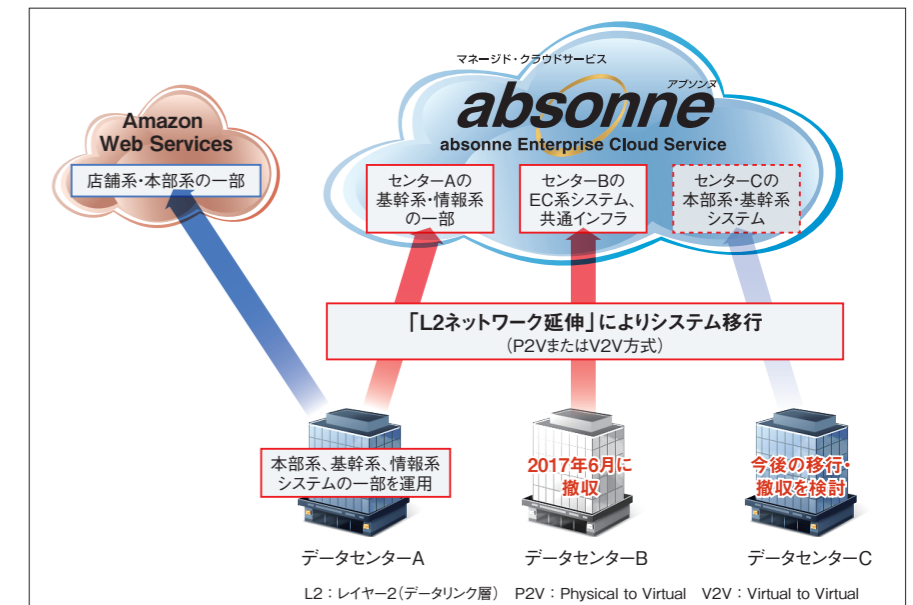 マネージド・クラウドサービス
アブソンヌ
absonne
absonne Enterprise Cloud Service
Amazon
Web Services
店舗系・本部系の一部
センターAの
基幹系・情報系
の一部
センターBの
EC系システム、
共通インフラ
センターCの
本部系・基幹系
システム
「L2ネットワーク延伸」によりシステム移行
（P2VまたはV2V方式）
本部系、基幹系、情報系
システムの一部を運用
2017年6月に
撤収
今後の移行・
撤収を検討
データセンターA
データセンターB
データセンターC
L2：レイヤー2（データリンク層） P2V：Physical to Virtual V2V：Virtual to Virtual